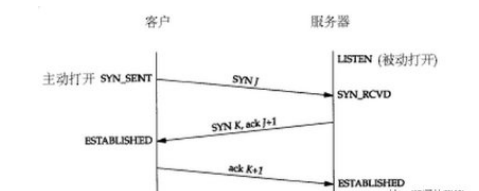 客户 服务器
LISTEN (被动打开)
主动打开 SYN_SENT SYN J
SYN_RCVD
SYN K, ack J+1
ESTABLISHED
ack K+1
ESTABLISHED